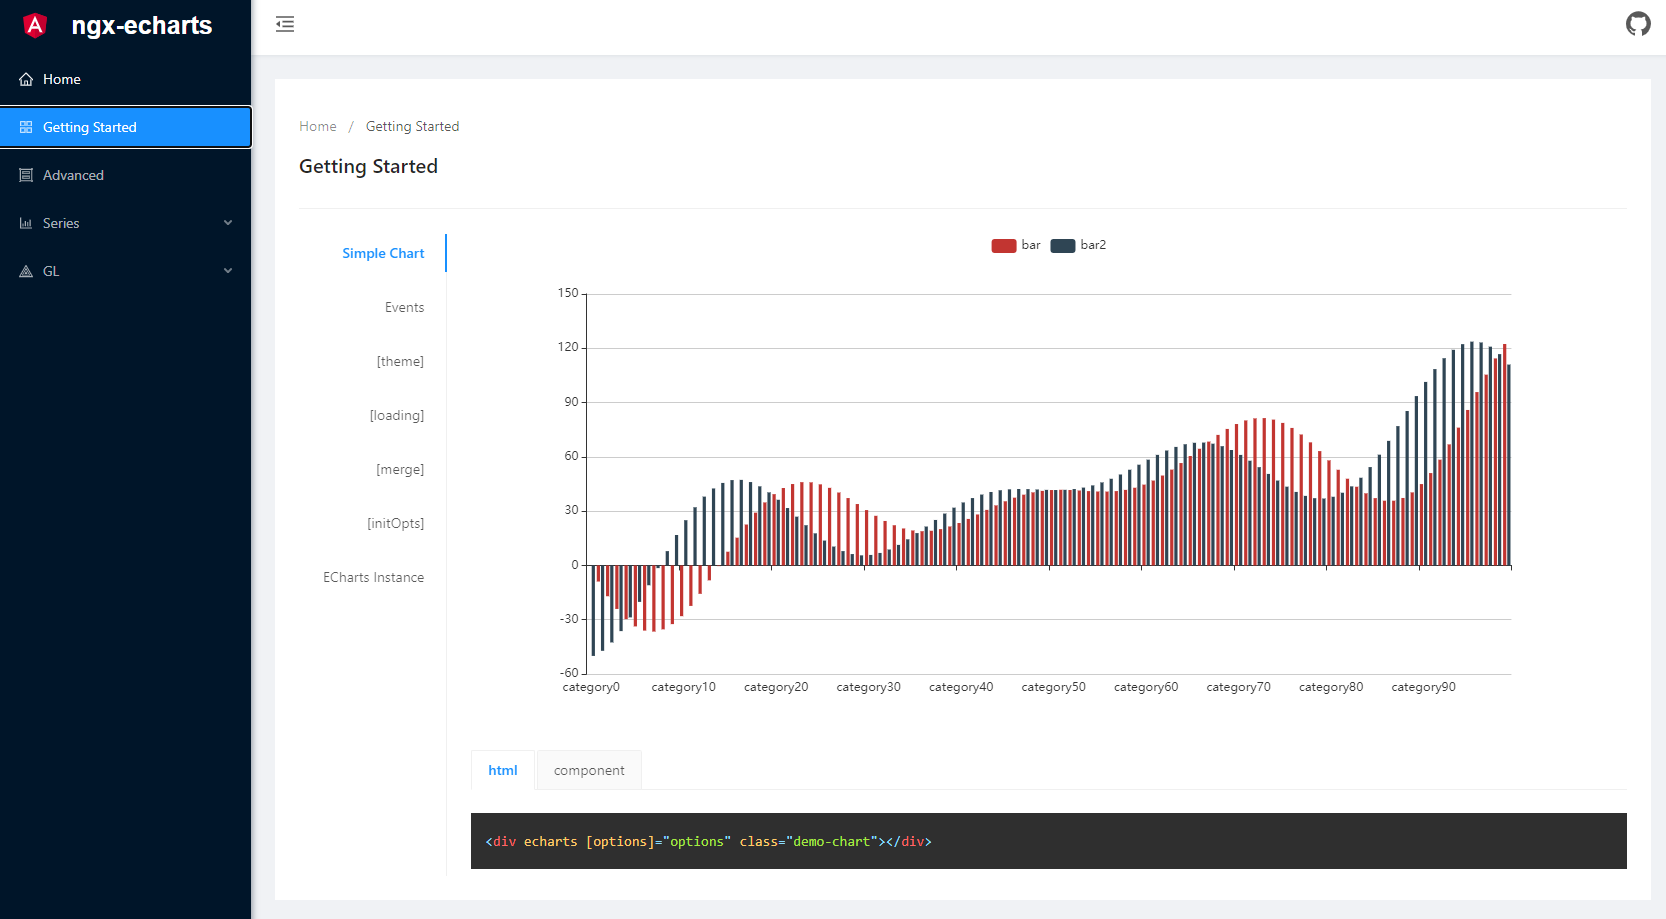 ngx-echarts
Home
Getting Started
Advanced
Series
GL
Home / Getting Started
Getting Started
Simple Chart
Events
[theme]
[loading]
[merge]
[initOpts]
ECharts Instance
bar bar2
150
120
90
60
30
0
-30
-60
category0 category10 category20 category30 category40 category50 category60 category70 category80 category90
html component
<div echarts [options]="options" class="demo-chart"></div>